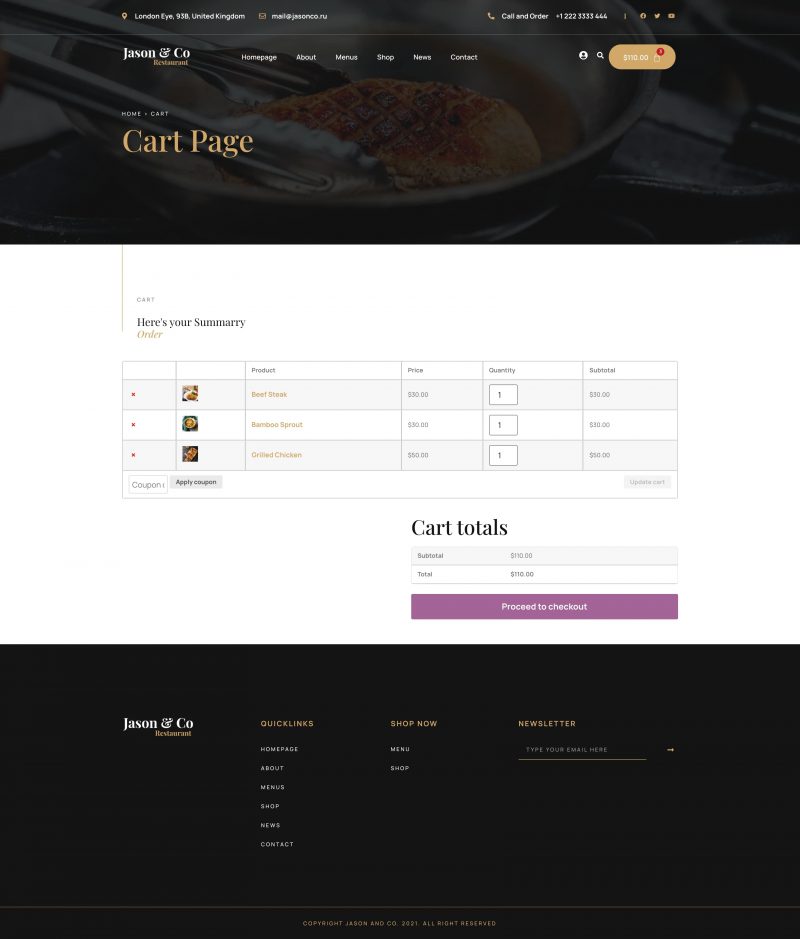 London Eye, 93B, United Kingdom mail@jasonco.ru Call and Order +1 222 3333 444
Jason & Co
Restaurant
Homepage About Menus Shop News Contact
$110.00 3
HOME • CART
Cart Page
CART
Here's your Summarry
Order
Product Price Quantity Subtotal
× Beef Steak $30.00 1 $30.00
× Bamboo Sprout $30.00 1 $30.00
× Grilled Chicken $50.00 1 $50.00
Coupon c Apply coupon Update cart
Cart totals
Subtotal $110.00
Total $110.00
Proceed to checkout
Jason & Co
Restaurant
QUICKLINKS
HOMEPAGE
ABOUT
MENUS
SHOP
NEWS
CONTACT
SHOP NOW
MENU
SHOP
NEWSLETTER
TYPE YOUR EMAIL HERE
COPYRIGHT JASON AND CO. 2021. ALL RIGHT RESERVED